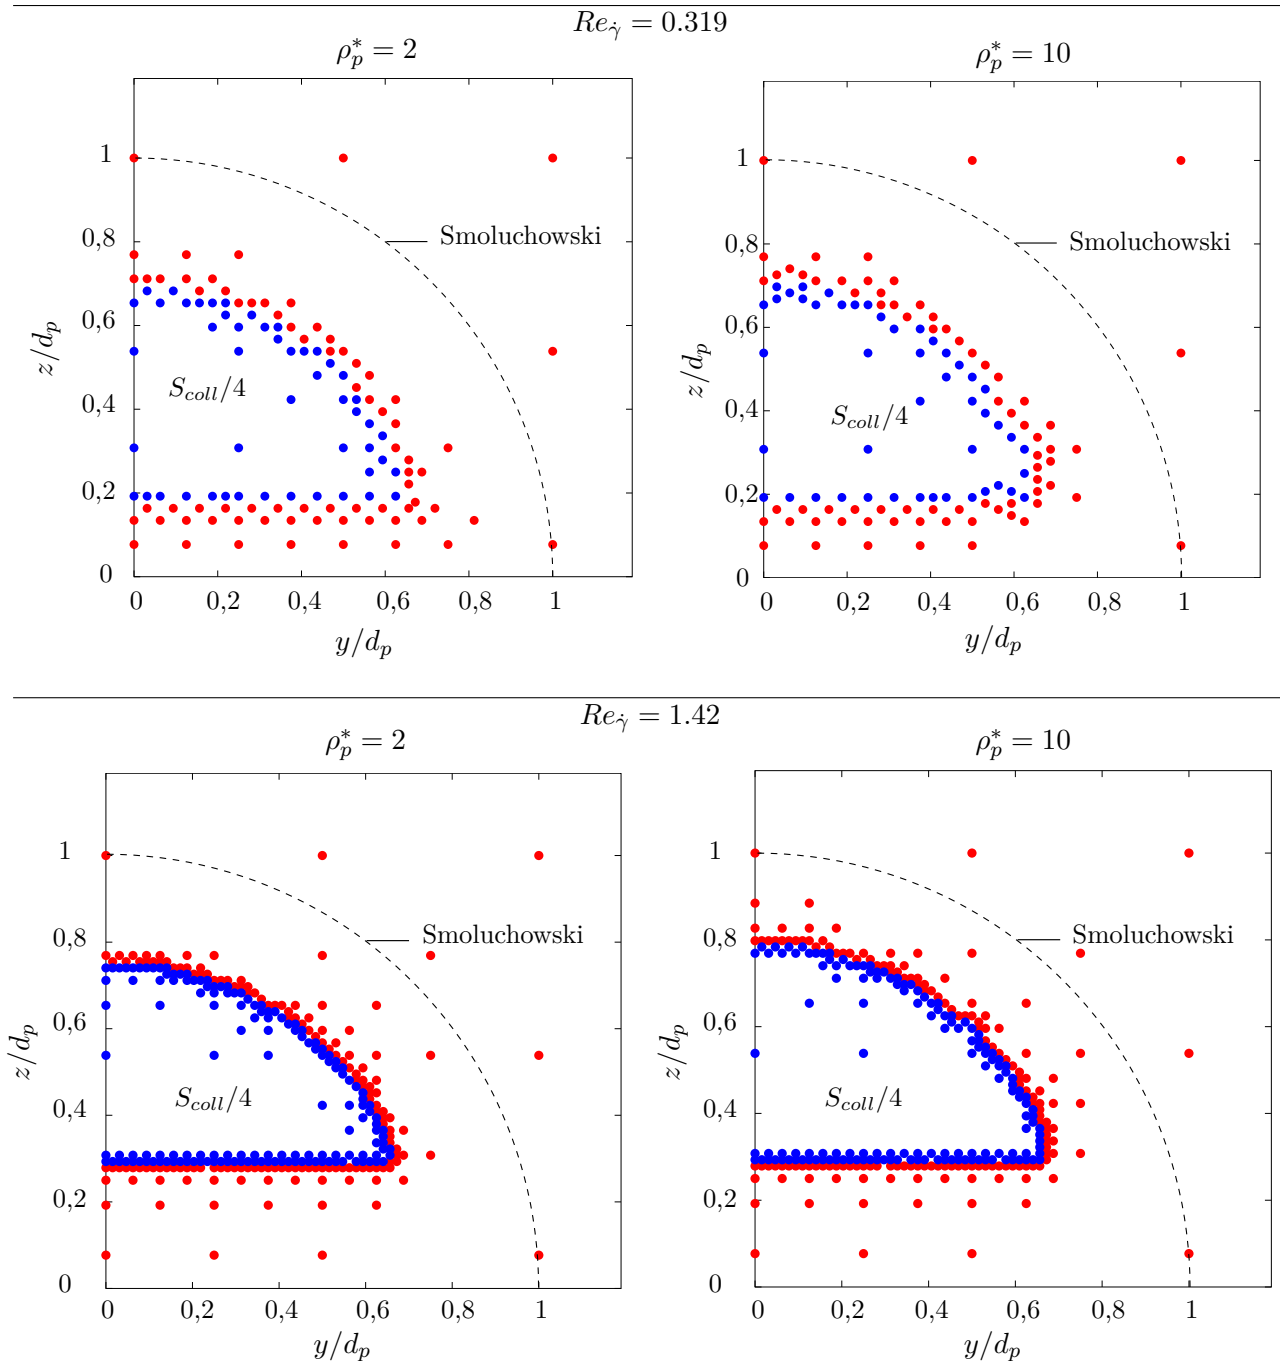 Re_γ̇ = 0.319
ρ_p^* = 2
ρ_p^* = 10
1
0,8
0,6
0,4
0,2
0
z/d_p
Smoluchowski
S_coll/4
0 0,2 0,4 0,6 0,8 1
y/d_p
1
0,8
0,6
0,4
0,2
0
z/d_p
Smoluchowski
S_coll/4
0 0,2 0,4 0,6 0,8 1
y/d_p
Re_γ̇ = 1.42
ρ_p^* = 2
ρ_p^* = 10
1
0,8
0,6
0,4
0,2
0
z/d_p
Smoluchowski
S_coll/4
0 0,2 0,4 0,6 0,8 1
y/d_p
1
0,8
0,6
0,4
0,2
0
z/d_p
Smoluchowski
S_coll/4
0 0,2 0,4 0,6 0,8 1
y/d_p